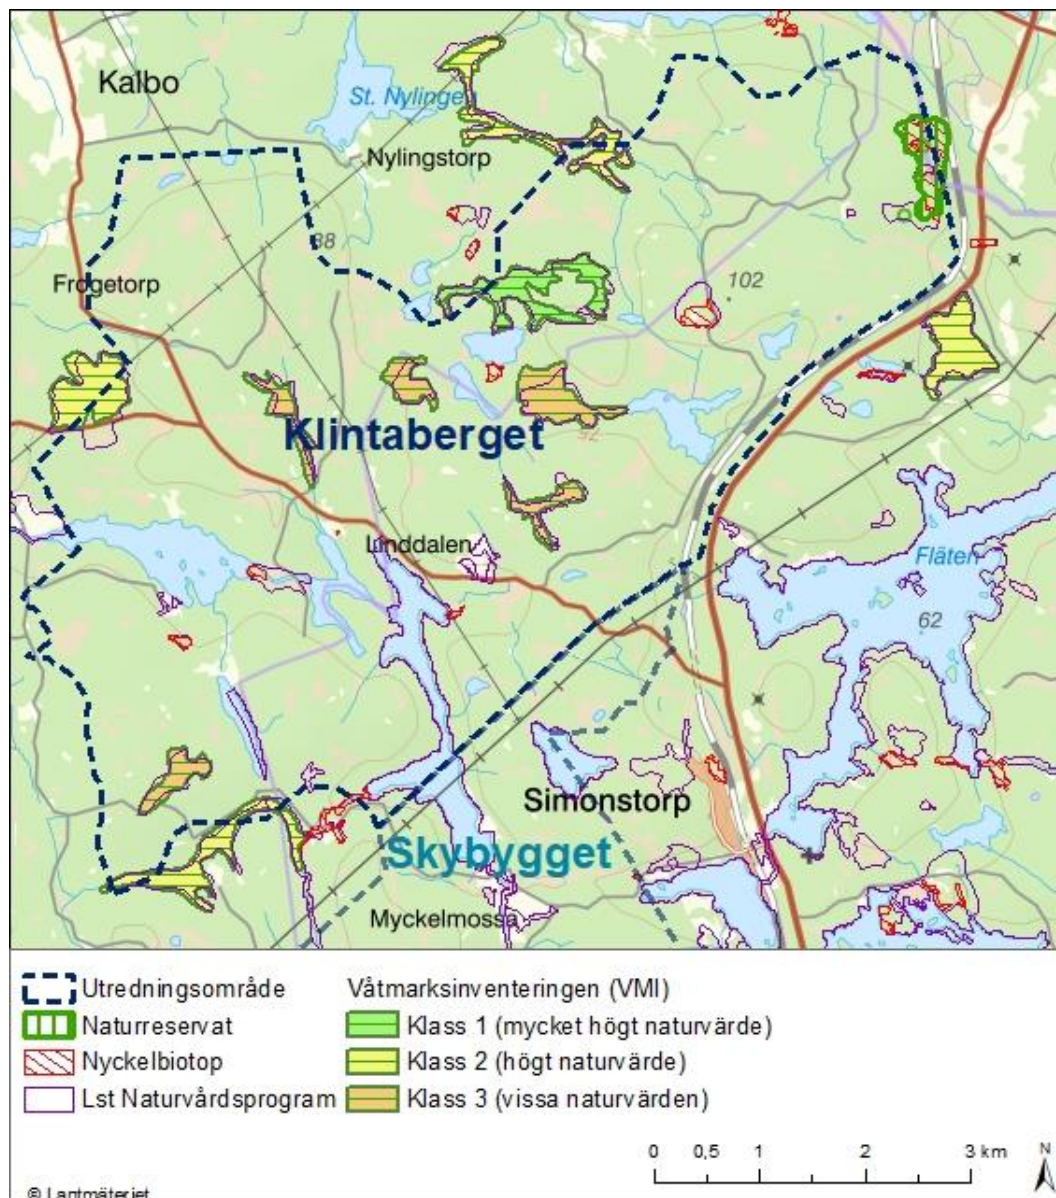 Kalbo
St. Nylingen
Nylingstorp
88
102
Frogetorp
Klintaberget
92
Linddalen
Fläten
62
Simonstorp
Skybygget
Myckelmossa
Utredningsområde
Naturreservat
Nyckelbiotop
Lst Naturvårdsprogram
Våtmarksinventeringen (VMI)
Klass 1 (mycket högt naturvärde)
Klass 2 (högt naturvärde)
Klass 3 (vissa naturvärden)
0 0,5 1 2 3 km
N
© Lantmäteriet